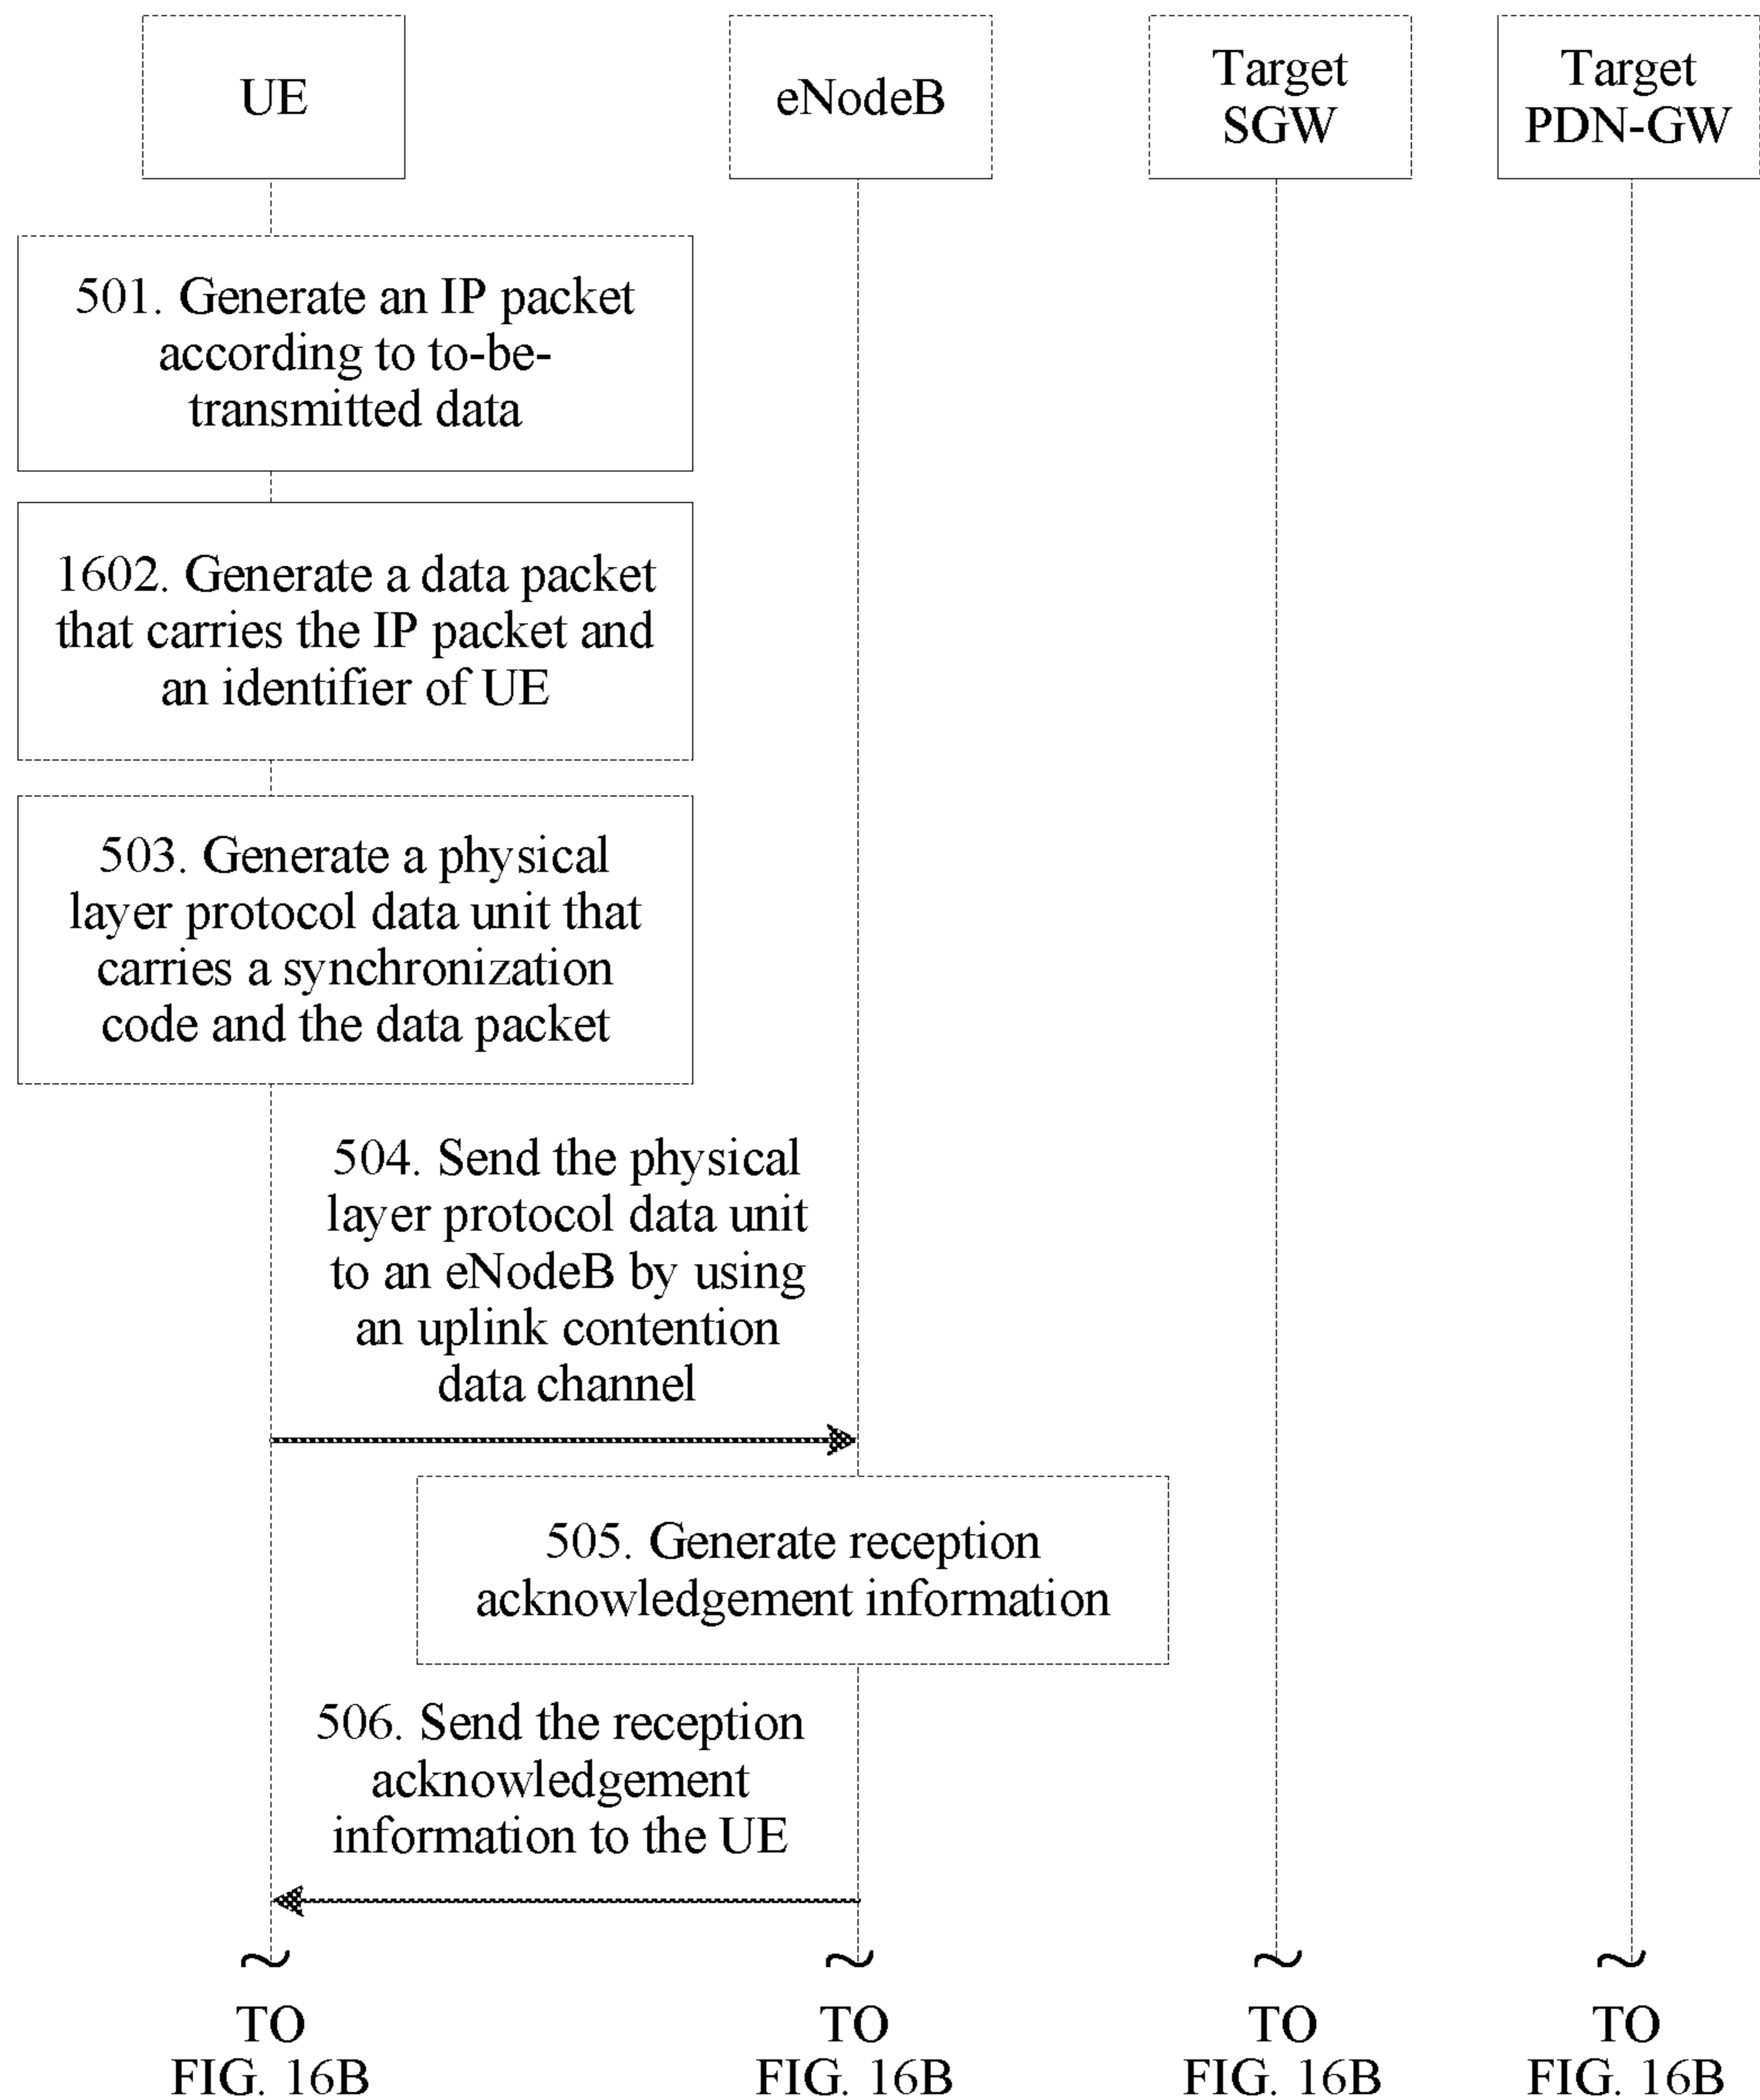 UE
eNodeB
Target
SGW
Target
PDN-GW
501. Generate an IP packet
according to to-be-
transmitted data
1602. Generate a data packet
that carries the IP packet and
an identifier of UE
503. Generate a physical
layer protocol data unit that
carries a synchronization
code and the data packet
504. Send the physical
layer protocol data unit
to an eNodeB by using
an uplink contention
data channel
505. Generate reception
acknowledgement information
506. Send the reception
acknowledgement
information to the UE
TO
FIG. 16B
TO
FIG. 16B
TO
FIG. 16B
TO
FIG. 16B